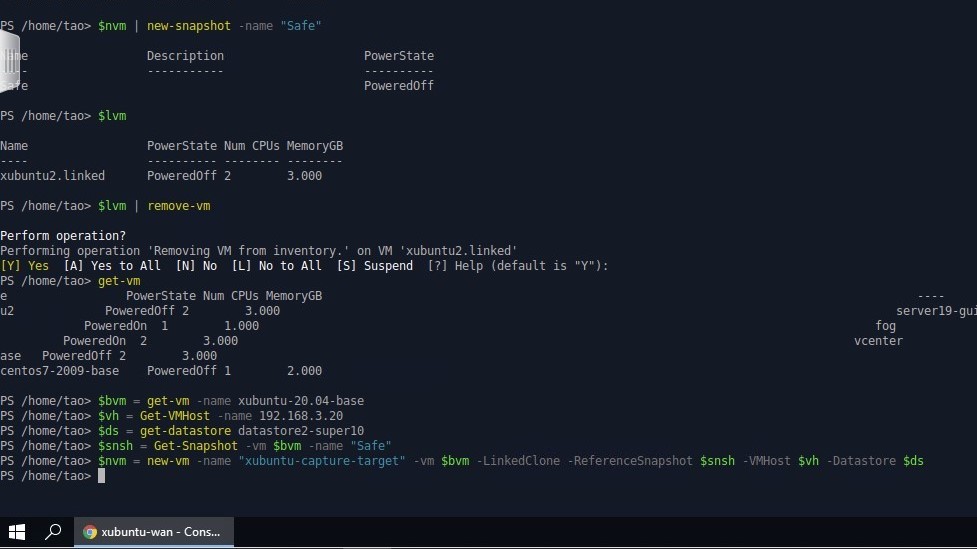 PS /home/tao> $nvm | new-snapshot -name "Safe"
Name Description PowerState
---- ----------- ----------
Safe PoweredOff
PS /home/tao> $lvm
Name PowerState Num CPUs MemoryGB
---- ---------- -------- --------
xubuntu2.linked PoweredOff 2 3.000
PS /home/tao> $lvm | remove-vm
Perform operation?
Performing operation 'Removing VM from inventory.' on VM 'xubuntu2.linked'
[Y] Yes [A] Yes to All [N] No [L] No to All [S] Suspend [?] Help (default is "Y"):
PS /home/tao> get-vm
e PowerState Num CPUs MemoryGB ----
u2 PoweredOff 2 3.000 server19-gui
PoweredOn 1 1.000 fog
PoweredOn 2 3.000 vcenter
ase PoweredOff 2 3.000
centos7-2009-base PoweredOff 1 2.000
PS /home/tao> $bvm = get-vm -name xubuntu-20.04-base
PS /home/tao> $vh = Get-VMHost -name 192.168.3.20
PS /home/tao> $ds = get-datastore datastore2-super10
PS /home/tao> $snsh = Get-Snapshot -vm $bvm -name "Safe"
PS /home/tao> $nvm = new-vm -name "xubuntu-capture-target" -vm $bvm -LinkedClone -ReferenceSnapshot $snsh -VMHost $vh -Datastore $ds
PS /home/tao>
xubuntu-wan - Cons...